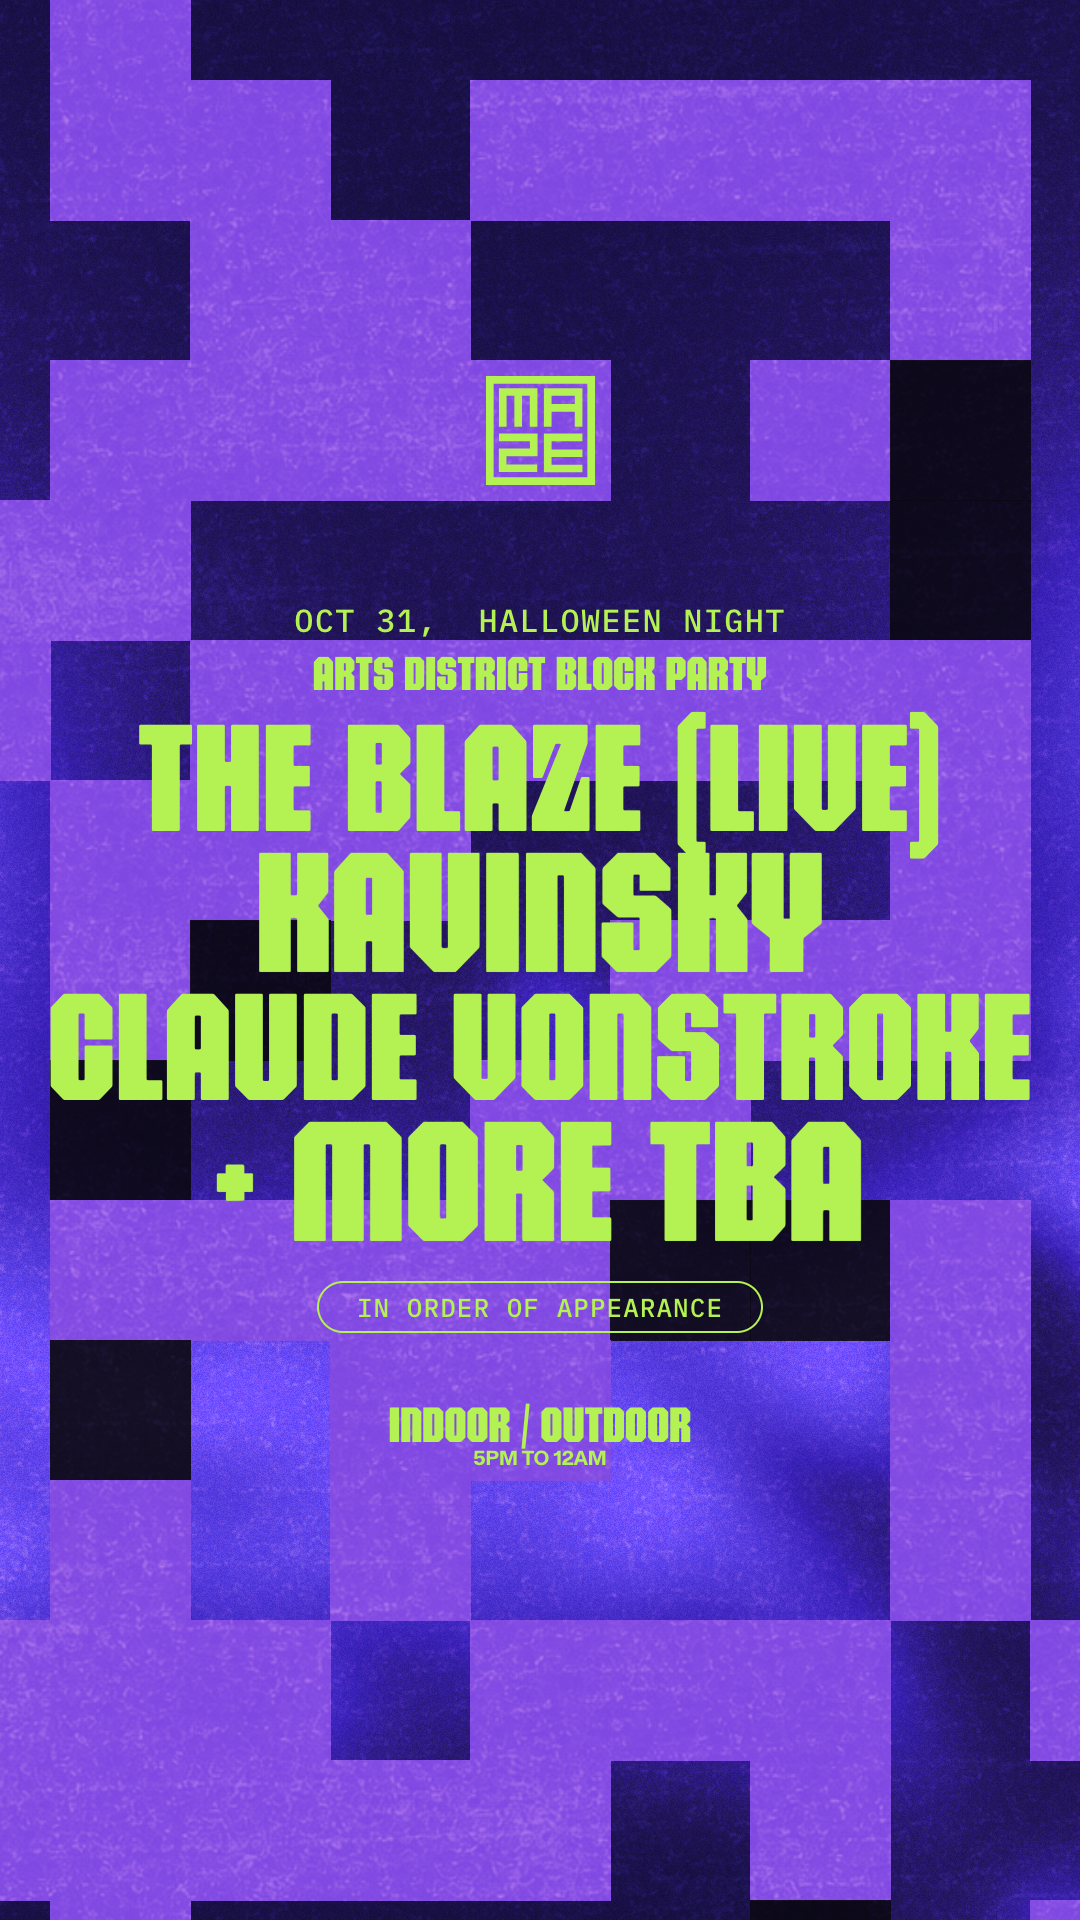 MA
ZE
OCT 31, HALLOWEEN NIGHT
ARTS DISTRICT BLOCK PARTY
THE BLAZE (LIVE)
KAVINSKY
CLAUDE VONSTROKE
+ MORE TBA
IN ORDER OF APPEARANCE
INDOOR / OUTDOOR
5PM TO 12AM